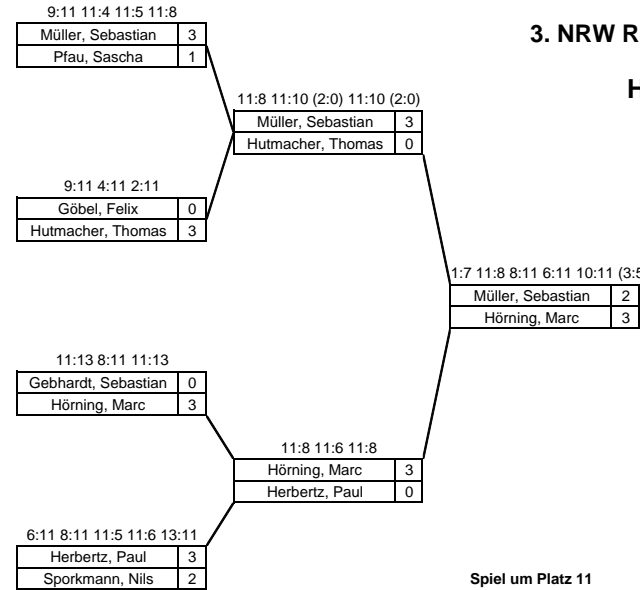 9:11 11:4 11:5 11:8
Müller, Sebastian 3
Pfau, Sascha 1
3. NRW R
H
11:8 11:10 (2:0) 11:10 (2:0)
Müller, Sebastian 3
Hutmacher, Thomas 0
9:11 4:11 2:11
Göbel, Felix 0
Hutmacher, Thomas 3
1:7 11:8 8:11 6:11 10:11 (3:5
Müller, Sebastian 2
Hörning, Marc 3
11:13 8:11 11:13
Gebhardt, Sebastian 0
Hörning, Marc 3
11:8 11:6 11:8
Hörning, Marc 3
Herbertz, Paul 0
6:11 8:11 11:5 11:6 13:11
Herbertz, Paul 3
Sporkmann, Nils 2
Spiel um Platz 11